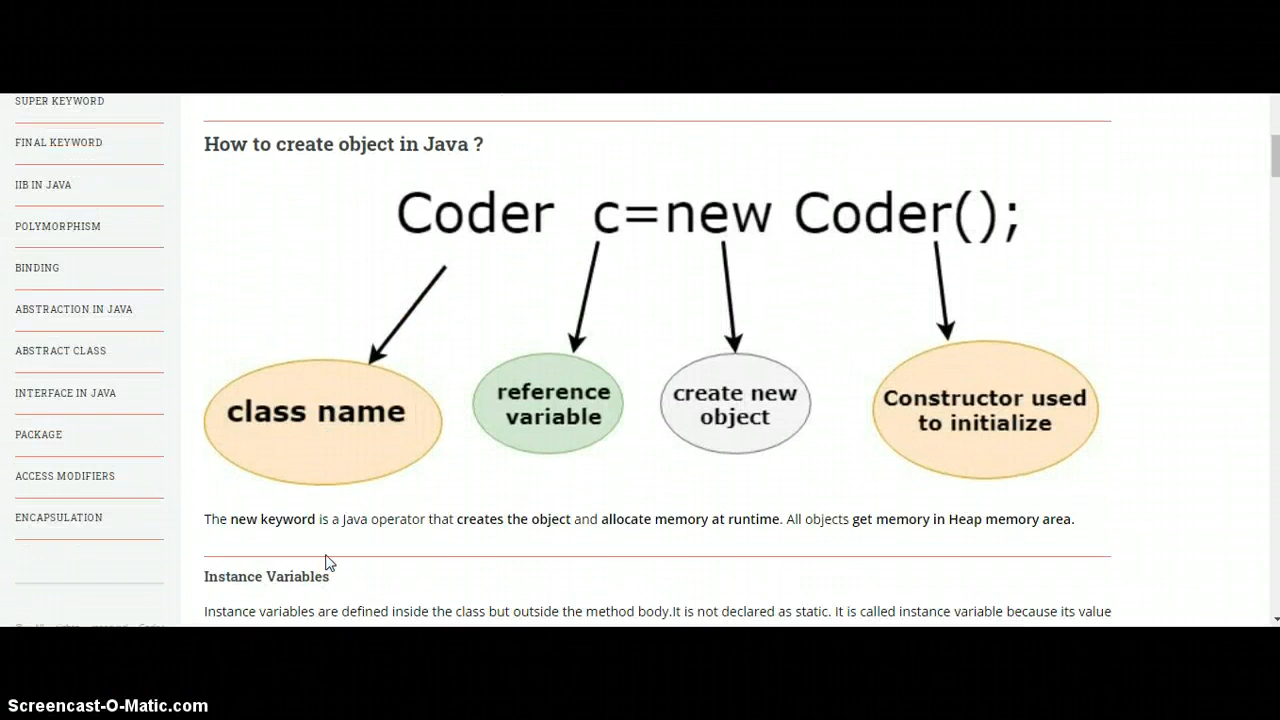 SUPER KEYWORD
FINAL KEYWORD
IIB IN JAVA
POLYMORPHISM
BINDING
ABSTRACTION IN JAVA
ABSTRACT CLASS
INTERFACE IN JAVA
PACKAGE
ACCESS MODIFIERS
ENCAPSULATION
How to create object in Java ?
Coder c=new Coder();
class name
reference
variable
create new
object
Constructor used
to initialize
The new keyword is a Java operator that creates the object and allocate memory at runtime. All objects get memory in Heap memory area.
Instance Variables
Instance variables are defined inside the class but outside the method body.It is not declared as static. It is called instance variable because its value
Screencast-O-Matic.com